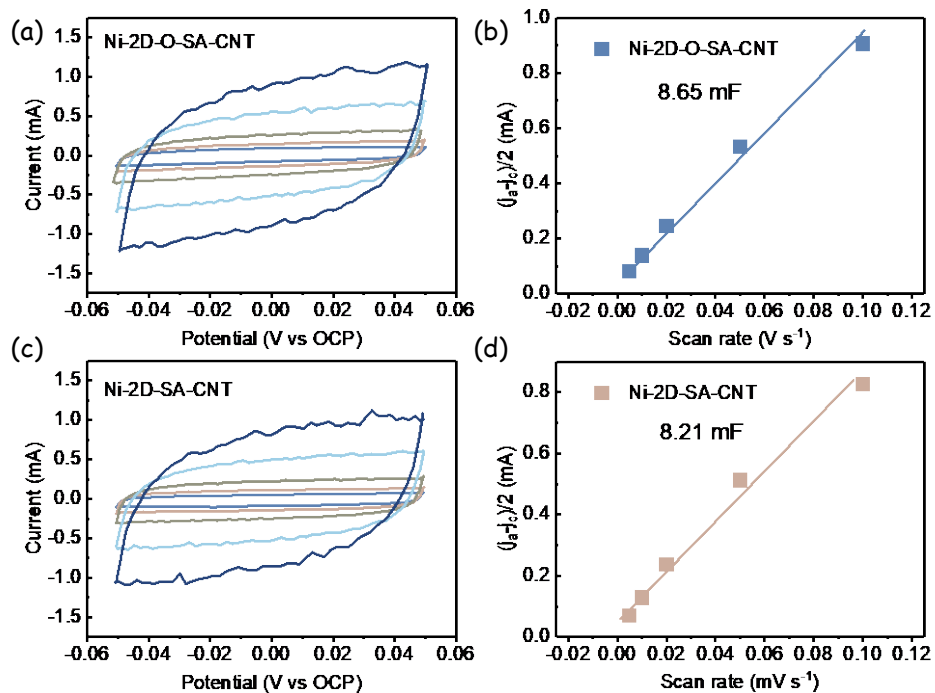 (a)
Ni-2D-O-SA-CNT
1.5
1.0
0.5
0.0
-0.5
-1.0
-1.5
Current (mA)
-0.06 -0.04 -0.02 0.00 0.02 0.04 0.06
Potential (V vs OCP)
(b)
Ni-2D-O-SA-CNT
8.65 mF
1.0
0.8
0.6
0.4
0.2
0.0
(ja-jc)/2 (mA)
0.00 0.02 0.04 0.06 0.08 0.10 0.12
Scan rate (V s-1)
(c)
Ni-2D-SA-CNT
1.5
1.0
0.5
0.0
-0.5
-1.0
-1.5
Current (mA)
-0.06 -0.04 -0.02 0.00 0.02 0.04 0.06
Potential (V vs OCP)
(d)
Ni-2D-SA-CNT
8.21 mF
0.8
0.6
0.4
0.2
0.0
(ja-jc)/2 (mA)
0.00 0.02 0.04 0.06 0.08 0.10 0.12
Scan rate (mV s-1)